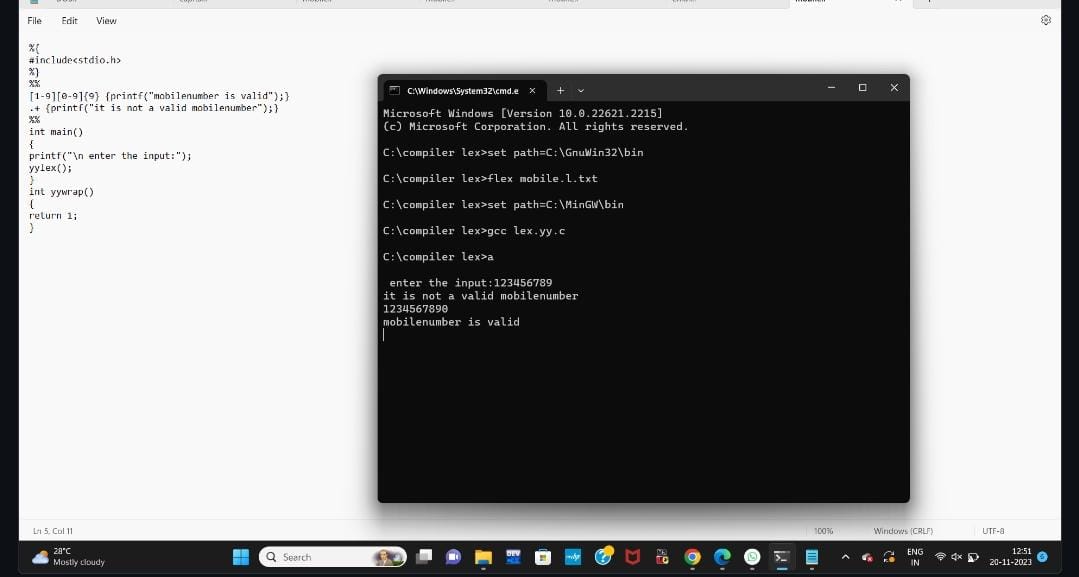 File Edit View
%{
#include<stdio.h>
%}
%%
[1-9][0-9]{9} {printf("mobilenumber is valid");}
.+ {printf("it is not a valid mobilenumber");}
%%
int main()
{
printf("\n enter the input:");
yylex();
}
int yywrap()
{
return 1;
}
Ln 5, Col 11 100% Windows (CRLF) UTF-8
C:\Windows\System32\cmd.e
Microsoft Windows [Version 10.0.22621.2215]
(c) Microsoft Corporation. All rights reserved.
C:\compiler lex>set path=C:\GnuWin32\bin
C:\compiler lex>flex mobile.l.txt
C:\compiler lex>set path=C:\MinGW\bin
C:\compiler lex>gcc lex.yy.c
C:\compiler lex>a
enter the input:123456789
it is not a valid mobilenumber
1234567890
mobilenumber is valid
28°C
Mostly cloudy
Search
DEV
ENG
IN
12:51
20-11-2023